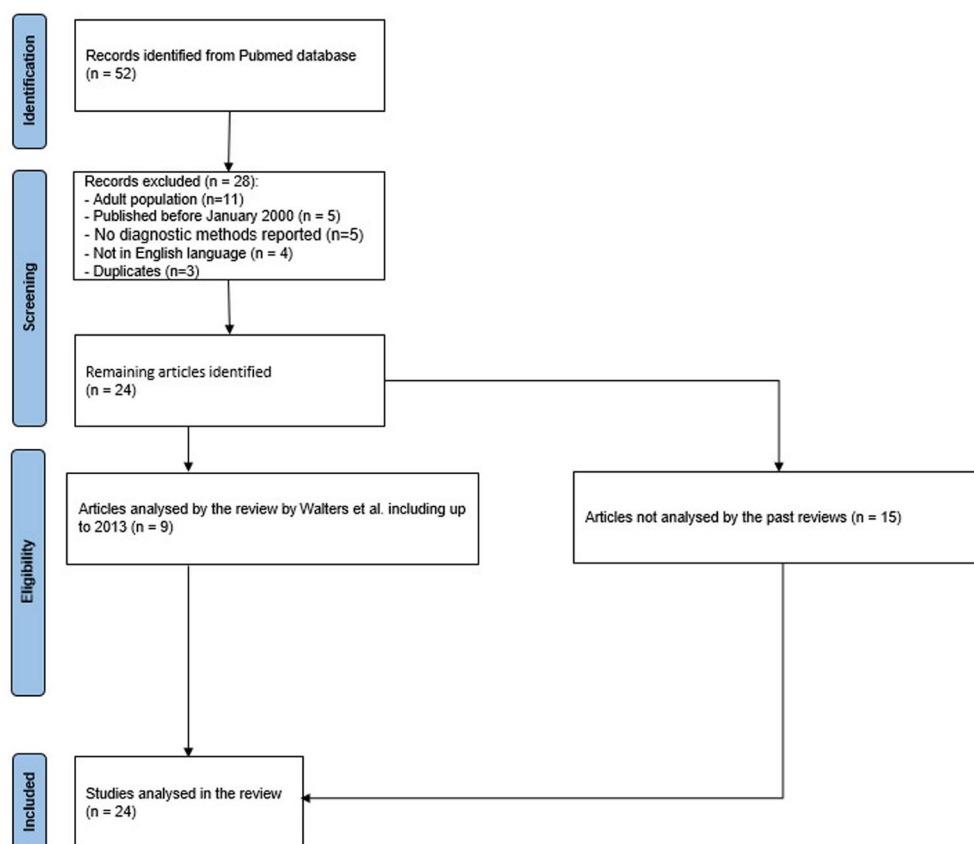 Identification
Records identified from Pubmed database
(n = 52)
Screening
Records excluded (n = 28):
- Adult population (n=11)
- Published before January 2000 (n = 5)
- No diagnostic methods reported (n=5)
- Not in English language (n = 4)
- Duplicates (n=3)
Remaining articles identified
(n = 24)
Eligibility
Articles analysed by the review by Walters et al. including up
to 2013 (n = 9)
Articles not analysed by the past reviews (n = 15)
Included
Studies analysed in the review
(n = 24)